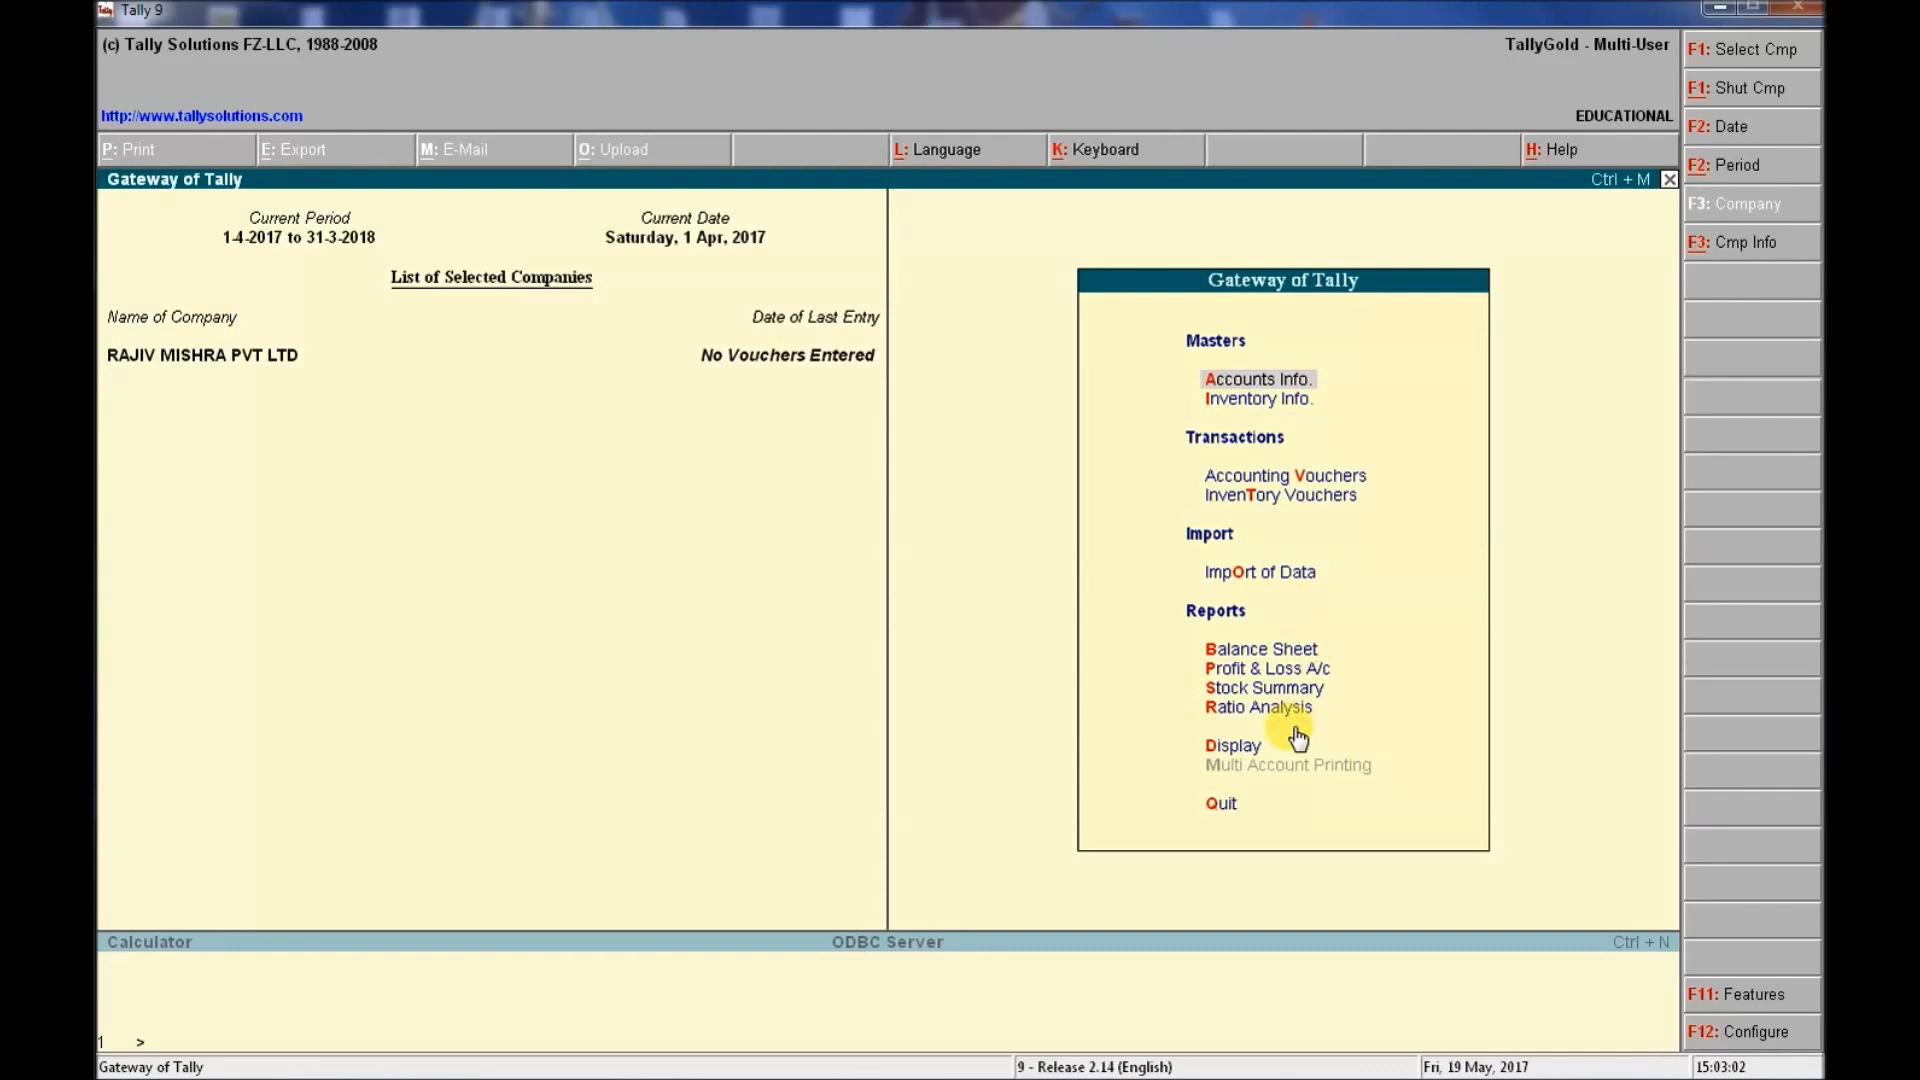 Tally 9
(c) Tally Solutions FZ-LLC, 1988-2008
TallyGold - Multi-User
http://www.tallysolutions.com
EDUCATIONAL
P: Print
E: Export
M: E-Mail
O: Upload
L: Language
K: Keyboard
H: Help
Gateway of Tally
Ctrl + M
Current Period
1-4-2017 to 31-3-2018
Current Date
Saturday, 1 Apr, 2017
List of Selected Companies
Name of Company
Date of Last Entry
RAJIV MISHRA PVT LTD
No Vouchers Entered
Gateway of Tally
Masters
Accounts Info.
Inventory Info.
Transactions
Accounting Vouchers
InvenTory Vouchers
Import
ImpOrt of Data
Reports
Balance Sheet
Profit & Loss A/c
Stock Summary
Ratio Analysis
Display
Multi Account Printing
Quit
F1: Select Cmp
F1: Shut Cmp
F2: Date
F2: Period
F3: Company
F3: Cmp Info
F11: Features
F12: Configure
Calculator
ODBC Server
Ctrl + N
1 >
Gateway of Tally
9 - Release 2.14 (English)
Fri, 19 May, 2017
15:03:02